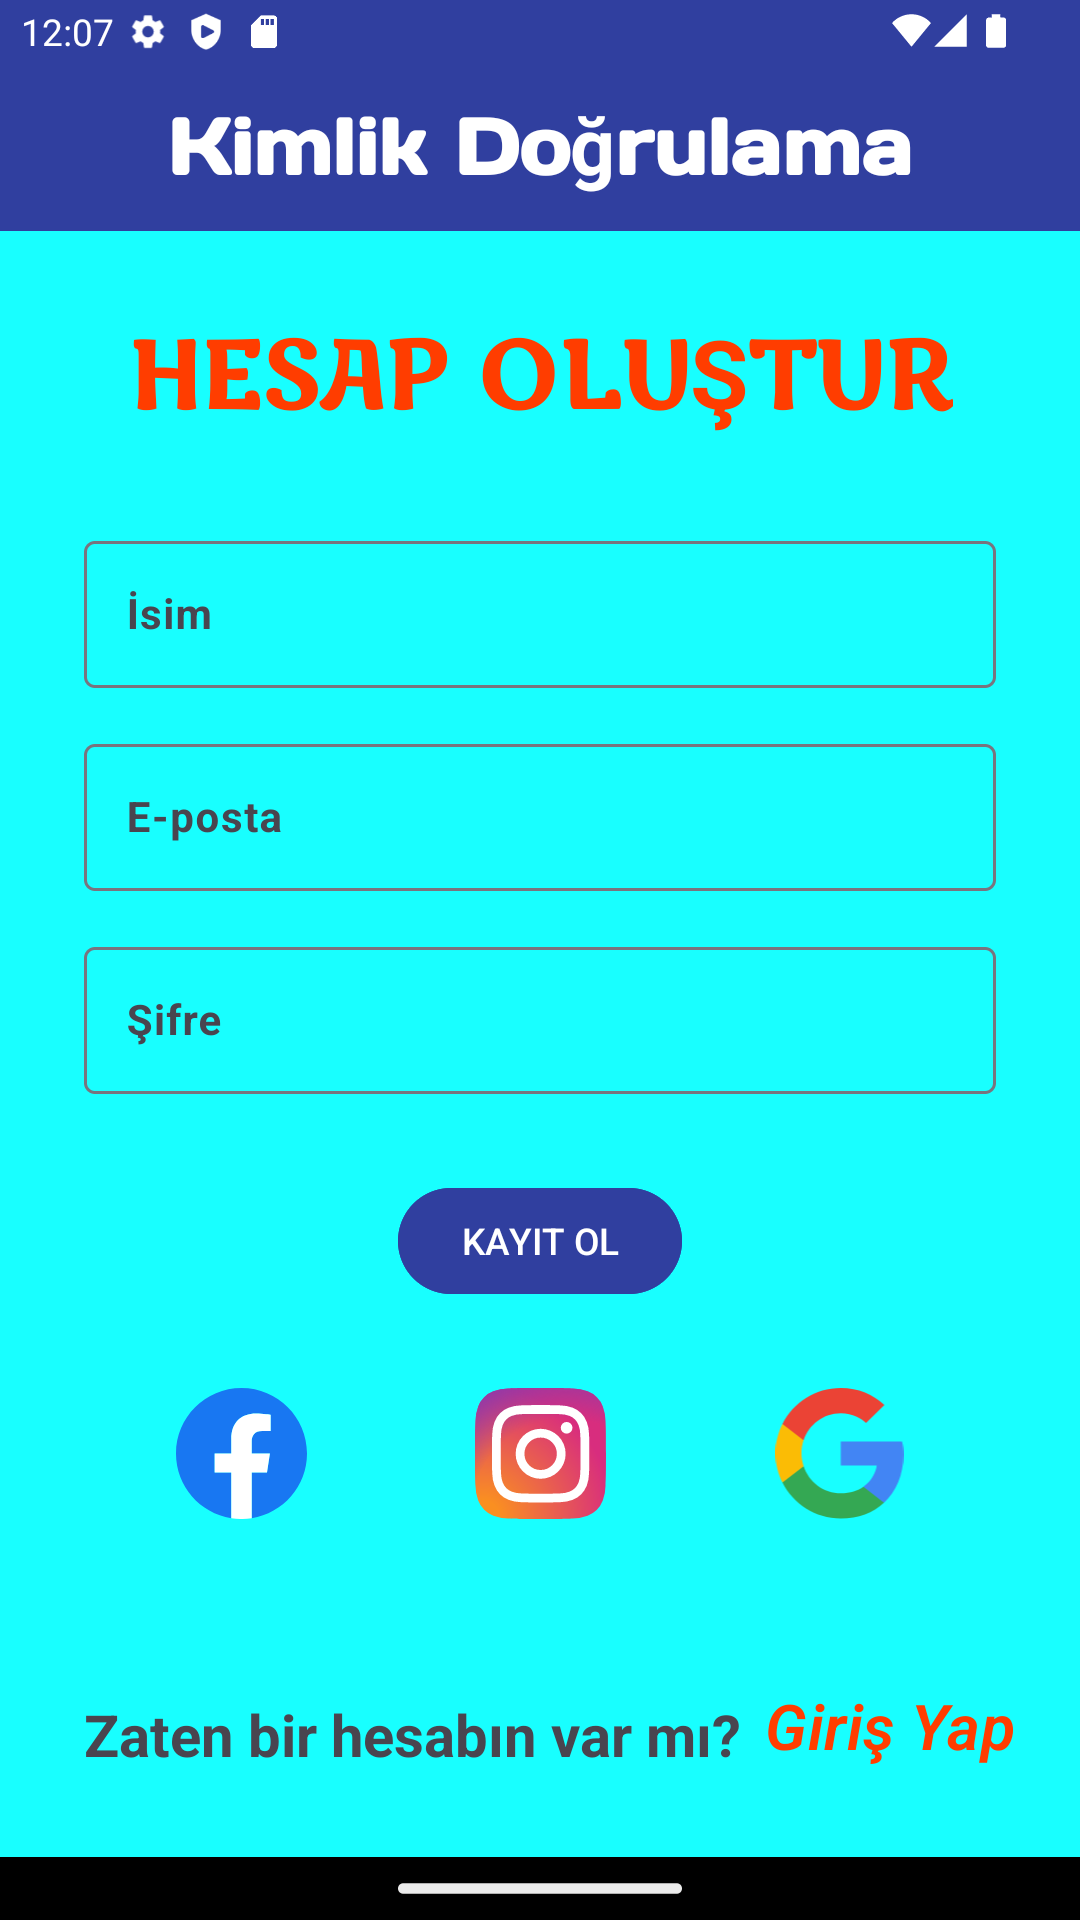 12:07
Kimlik Doğrulama
HESAP OLUŞTUR
İsim
E-posta
Şifre
KAYIT OL
Zaten bir hesabın var mı? Giriş Yap